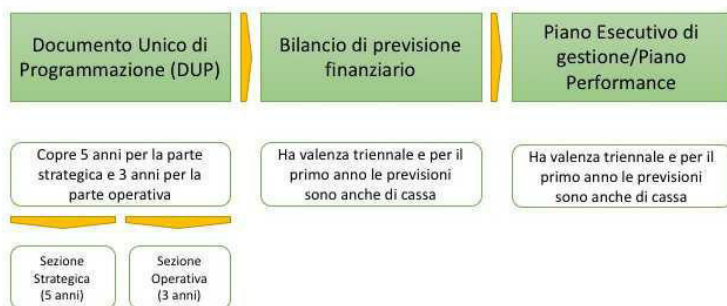 Documento Unico di
Programmazione (DUP)
Bilancio di previsione
finanziario
Piano Esecutivo di
gestione/Piano
Performance
Copre 5 anni per la parte
strategica e 3 anni per la
parte operativa
Ha valenza triennale e per il
primo anno le previsioni
sono anche di cassa
Ha valenza triennale e per il
primo anno le previsioni
sono anche di cassa
Sezione
Strategica
(5 anni)
Sezione
Operativa
(3 anni)